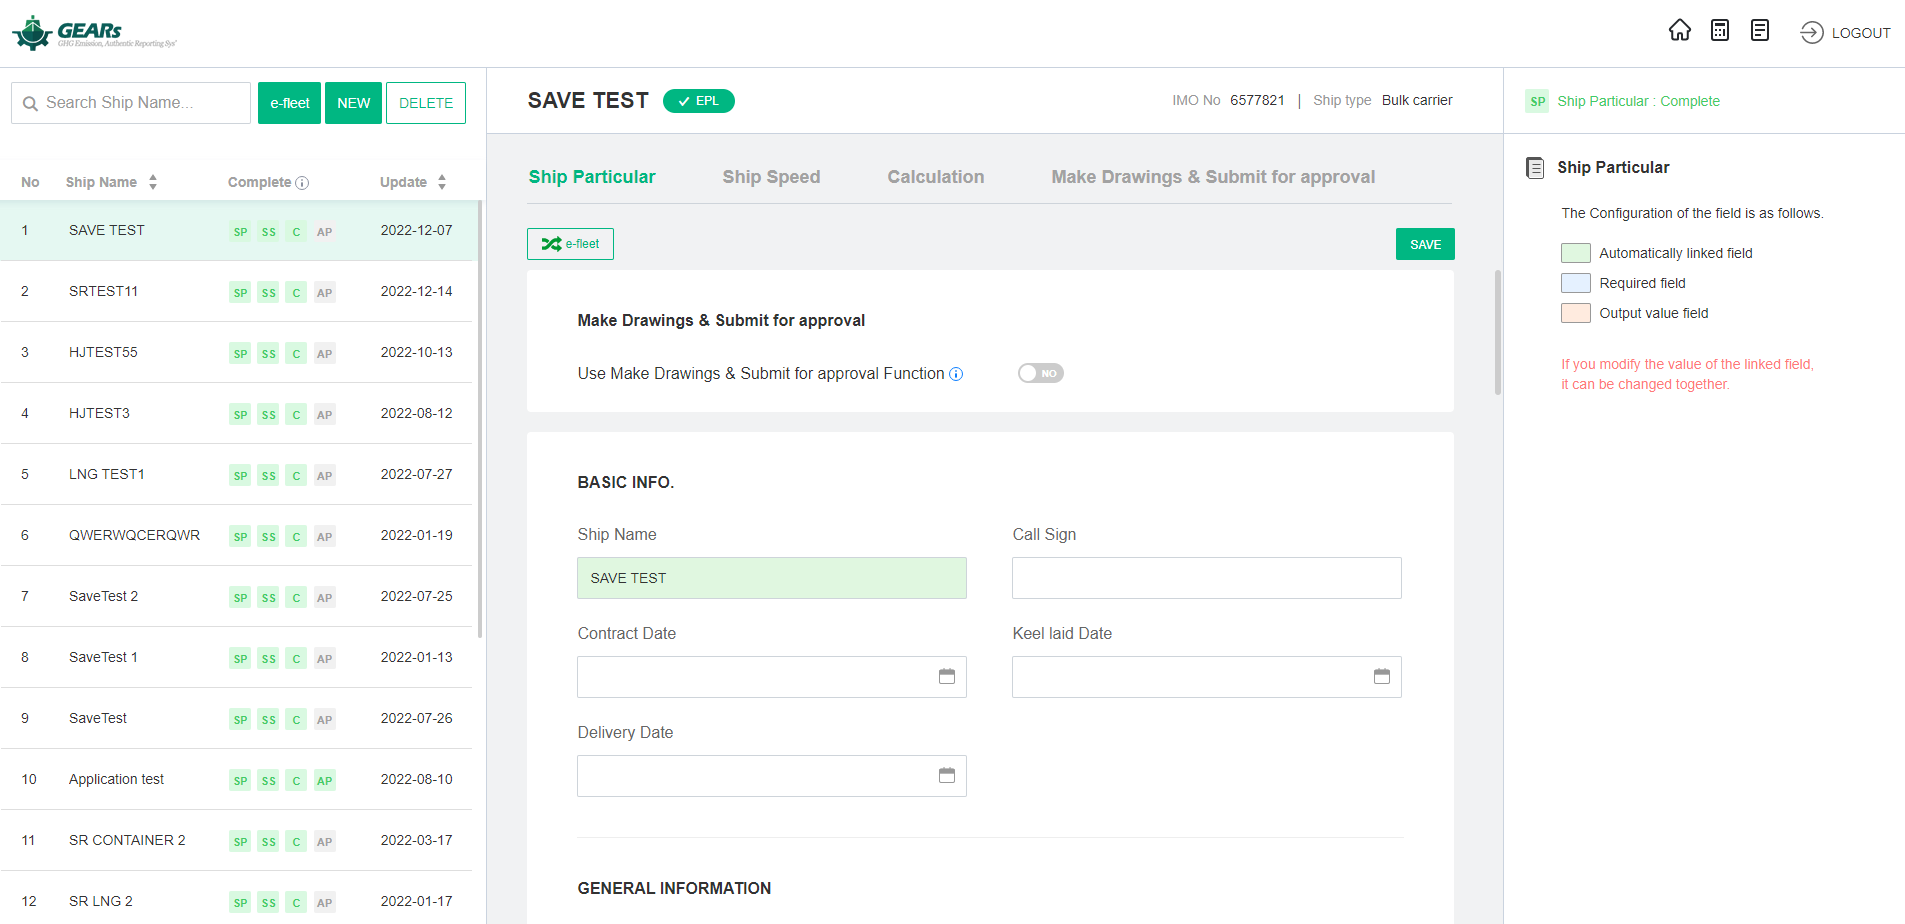 GEARs
GHG Emission, Authentic Reporting Sys'
LOGOUT
Search Ship Name...
e-fleet
NEW
DELETE
No Ship Name Complete Update
1 SAVE TEST SP SS C AP 2022-12-07
2 SRTEST11 SP SS C AP 2022-12-14
3 HJTEST55 SP SS C AP 2022-10-13
4 HJTEST3 SP SS C AP 2022-08-12
5 LNG TEST1 SP SS C AP 2022-07-27
6 QWERWQCERQWR SP SS C AP 2022-01-19
7 SaveTest 2 SP SS C AP 2022-07-25
8 SaveTest 1 SP SS C AP 2022-01-13
9 SaveTest SP SS C AP 2022-07-26
10 Application test SP SS C AP 2022-08-10
11 SR CONTAINER 2 SP SS C AP 2022-03-17
12 SR LNG 2 SP SS C AP 2022-01-17
SAVE TEST EPL IMO No 6577821 | Ship type Bulk carrier
Ship Particular Ship Speed Calculation Make Drawings & Submit for approval
e-fleet SAVE
Make Drawings & Submit for approval
Use Make Drawings & Submit for approval Function NO
BASIC INFO.
Ship Name Call Sign
SAVE TEST
Contract Date Keel laid Date
Delivery Date
GENERAL INFORMATION
SP Ship Particular : Complete
Ship Particular
The Configuration of the field is as follows.
Automatically linked field
Required field
Output value field
If you modify the value of the linked field,
it can be changed together.